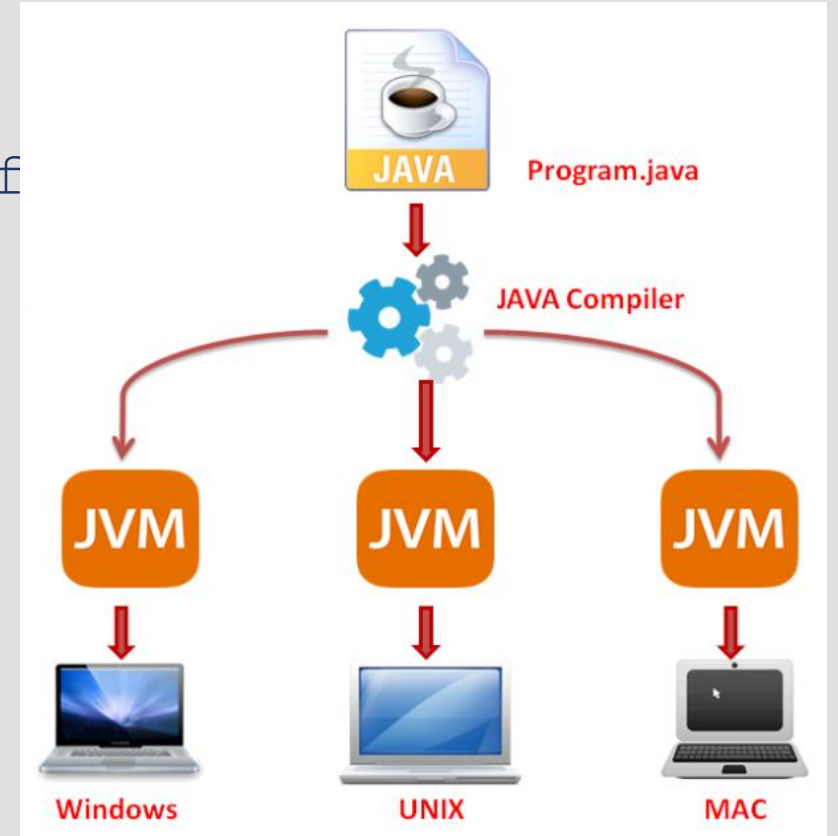 JAVA
Program.java
f
JAVA Compiler
JVM JVM JVM
Windows UNIX MAC